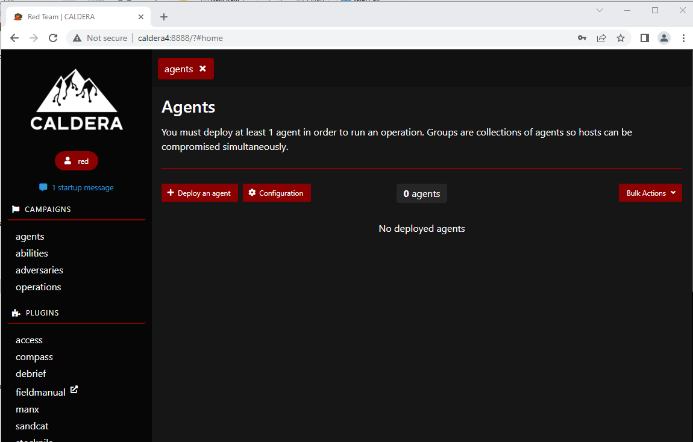 Red Team | CALDERA
Not secure | caldera4:8888/?#home
CALDERA
red
1 startup message
CAMPAIGNS
agents
abilities
adversaries
operations
PLUGINS
access
compass
debrief
fieldmanual
manx
sandcat
agents
Agents
You must deploy at least 1 agent in order to run an operation. Groups are collections of agents so hosts can be
compromised simultaneously.
Deploy an agent
Configuration
0 agents
Bulk Actions
No deployed agents